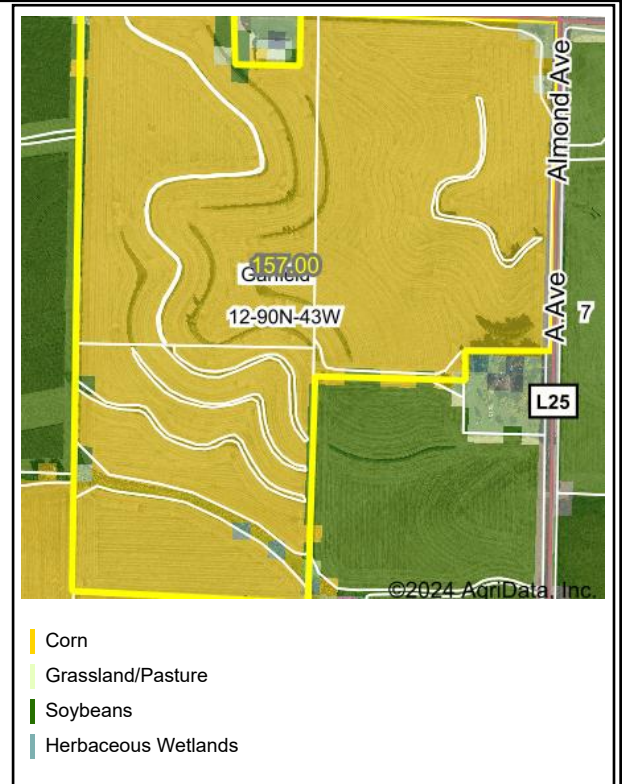 Almond Ave
157.00
Garfield
12-90N-43W
A Ave
7
L25
©2024 AgriData, Inc.
Corn
Grassland/Pasture
Soybeans
Herbaceous Wetlands